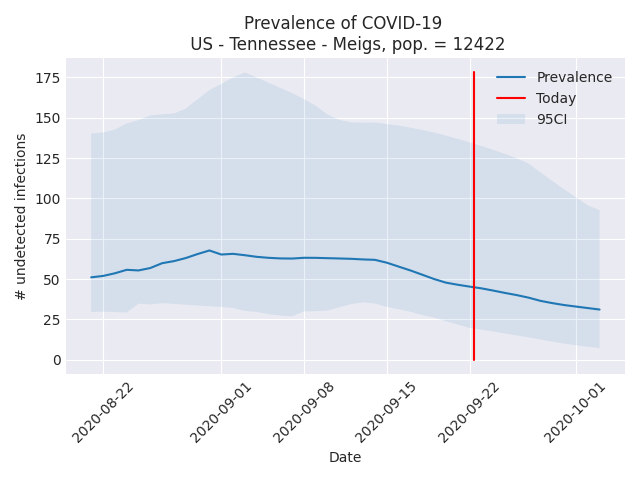 Prevalence of COVID-19
US - Tennessee - Meigs, pop. = 12422
Prevalence
Today
95CI
# undetected infections
175
150
125
100
75
50
25
0
2020-08-22
2020-09-01
2020-09-08
2020-09-15
2020-09-22
2020-10-01
Date